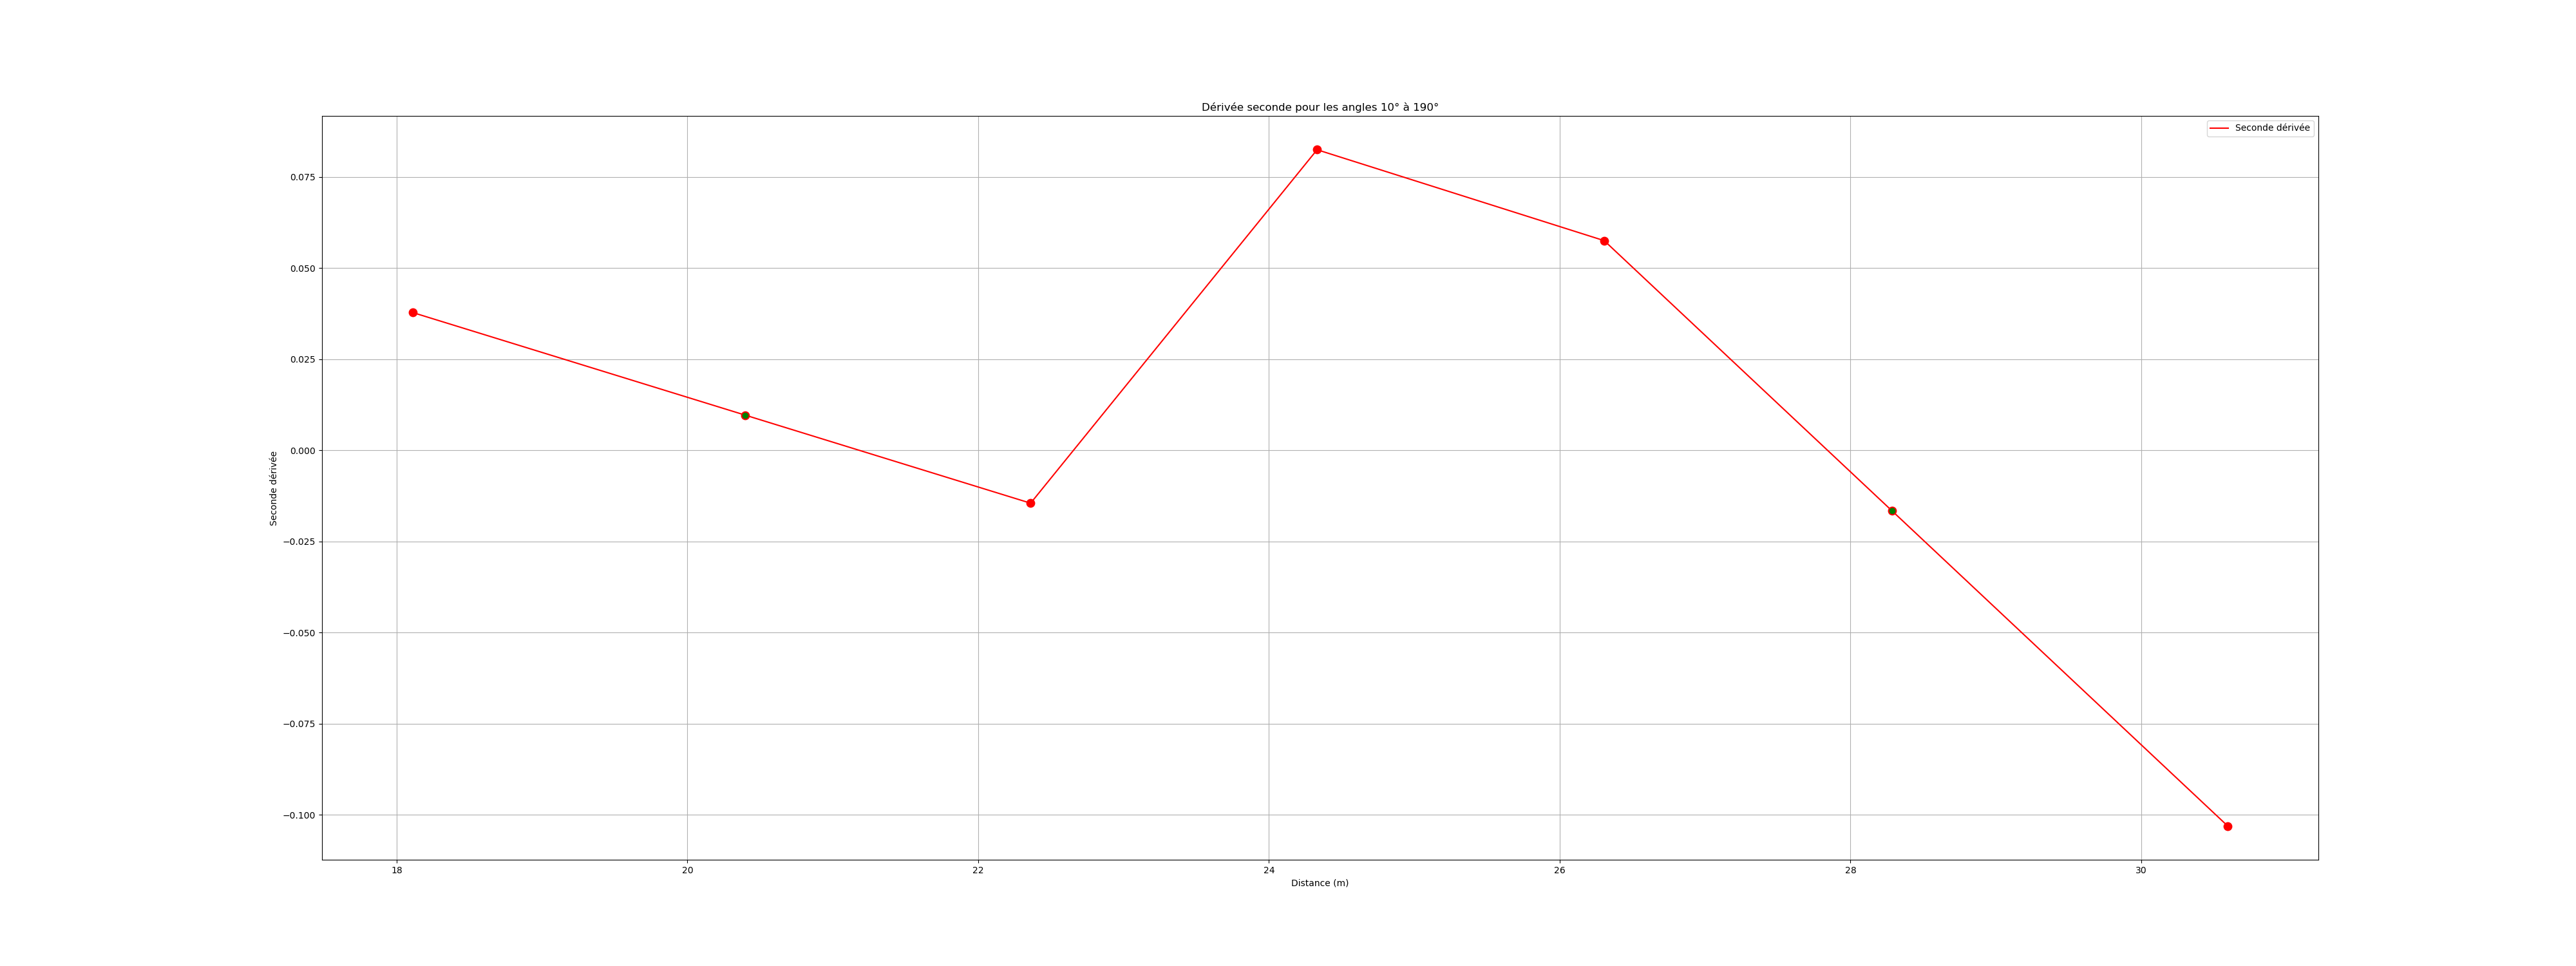 Dérivée seconde pour les angles 10° à 190°
Seconde dérivée
0.075
0.050
0.025
0.000
−0.025
−0.050
−0.075
−0.100
Seconde dérivée
18 20 22 24 26 28 30
Distance (m)